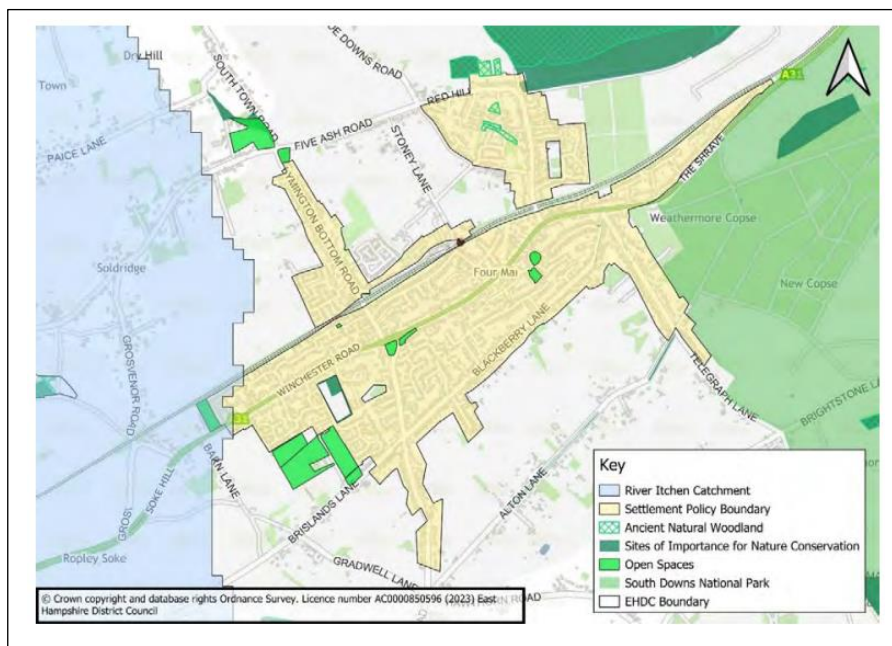 Dry Hill
DE DOWNS ROAD
SOUTH TOWN ROAD
Town
A31
RED HILL
FIVE ASH ROAD
PAICE LANE
STONEY LANE
THE SHRAVE
LYMINGTON BOTTOM ROAD
Weathermore Copse
Soldridge
Four Mar
New Copse
GROSVENOR ROAD
BLACKBERRY LANE
WINCHESTER ROAD
TELEGRAPH LANE
BRIGHTSTONE LA
A31
BARN LANE
SOKE HILL
GROS
ALTON LANE
BRISLANDS LANE
Ropley Soke
GRADWELL LANE
ROAD
Key
River Itchen Catchment
Settlement Policy Boundary
Ancient Natural Woodland
Sites of Importance for Nature Conservation
Open Spaces
South Downs National Park
EHDC Boundary
© Crown copyright and database rights Ordnance Survey. Licence number AC0000850596 (2023) East
Hampshire District Council